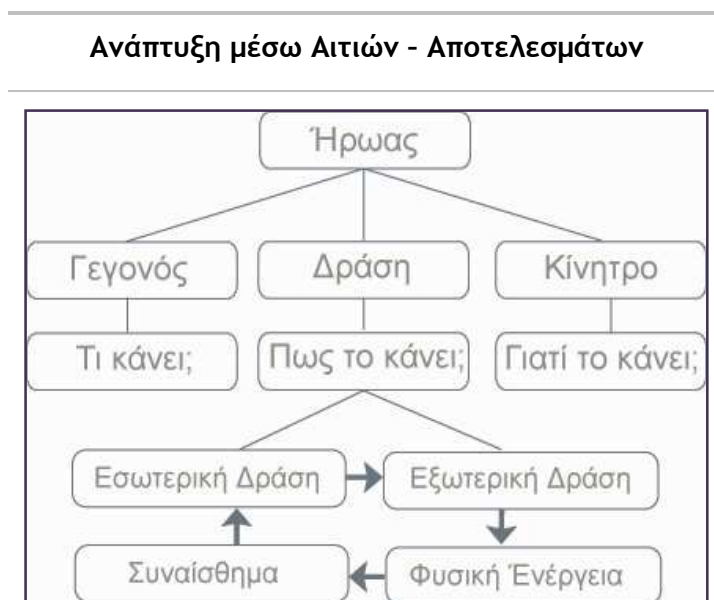 Ανάπτυξη μέσω Αιτιών – Αποτελεσμάτων
Ήρωας
Γεγονός
Δράση
Κίνητρο
Τι κάνει;
Πως το κάνει;
Γιατί το κάνει;
Εσωτερική Δράση
Εξωτερική Δράση
Συναίσθημα
Φυσική Ένέργεια